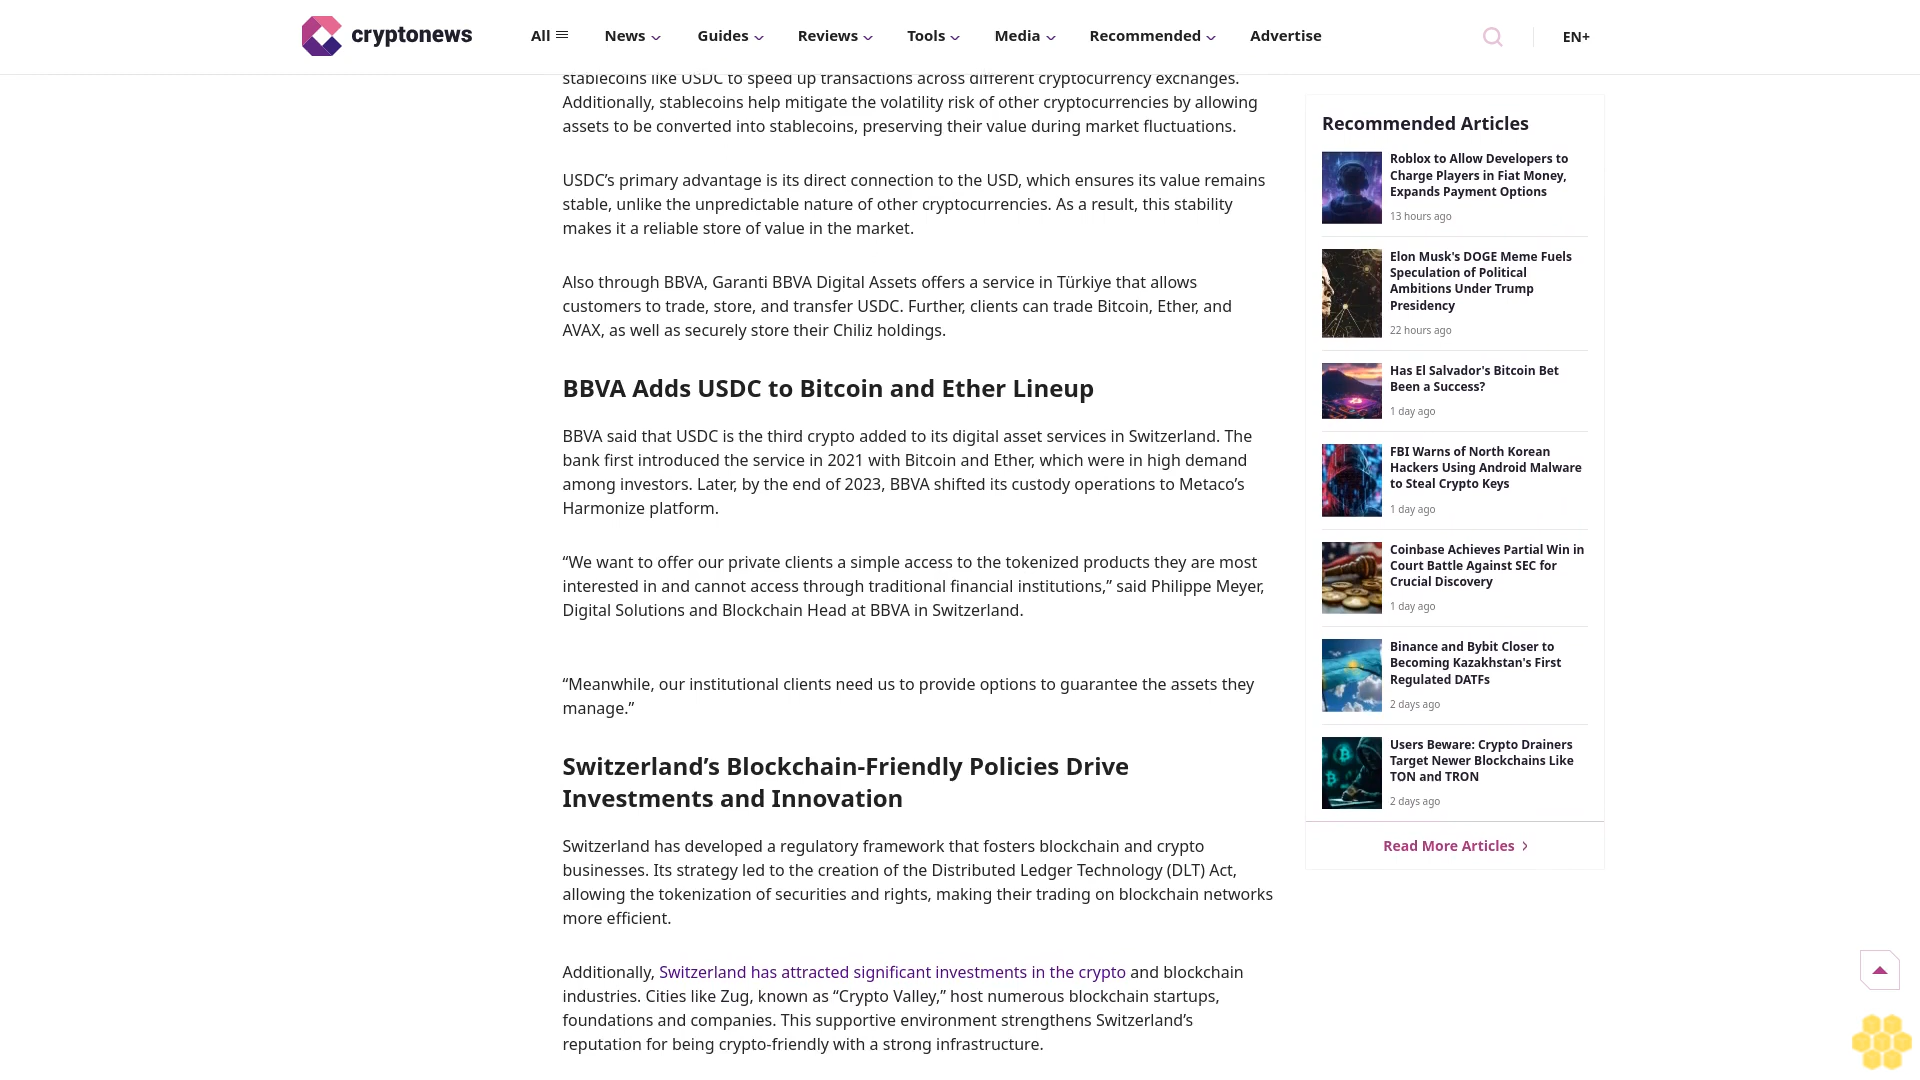 cryptonews
All
News
Guides
Reviews
Tools
Media
Recommended
Advertise
EN+
stablecoins like USDC to speed up transactions across different cryptocurrency exchanges.
Additionally, stablecoins help mitigate the volatility risk of other cryptocurrencies by allowing
assets to be converted into stablecoins, preserving their value during market fluctuations.
USDC’s primary advantage is its direct connection to the USD, which ensures its value remains
stable, unlike the unpredictable nature of other cryptocurrencies. As a result, this stability
makes it a reliable store of value in the market.
Also through BBVA, Garanti BBVA Digital Assets offers a service in Türkiye that allows
customers to trade, store, and transfer USDC. Further, clients can trade Bitcoin, Ether, and
AVAX, as well as securely store their Chiliz holdings.
BBVA Adds USDC to Bitcoin and Ether Lineup
BBVA said that USDC is the third crypto added to its digital asset services in Switzerland. The
bank first introduced the service in 2021 with Bitcoin and Ether, which were in high demand
among investors. Later, by the end of 2023, BBVA shifted its custody operations to Metaco’s
Harmonize platform.
“We want to offer our private clients a simple access to the tokenized products they are most
interested in and cannot access through traditional financial institutions,” said Philippe Meyer,
Digital Solutions and Blockchain Head at BBVA in Switzerland.
“Meanwhile, our institutional clients need us to provide options to guarantee the assets they
manage.”
Switzerland’s Blockchain-Friendly Policies Drive
Investments and Innovation
Switzerland has developed a regulatory framework that fosters blockchain and crypto
businesses. Its strategy led to the creation of the Distributed Ledger Technology (DLT) Act,
allowing the tokenization of securities and rights, making their trading on blockchain networks
more efficient.
Additionally, Switzerland has attracted significant investments in the crypto and blockchain
industries. Cities like Zug, known as “Crypto Valley,” host numerous blockchain startups,
foundations and companies. This supportive environment strengthens Switzerland’s
reputation for being crypto-friendly with a strong infrastructure.
Recommended Articles
Roblox to Allow Developers to
Charge Players in Fiat Money,
Expands Payment Options
13 hours ago
Elon Musk's DOGE Meme Fuels
Speculation of Political
Ambitions Under Trump
Presidency
22 hours ago
Has El Salvador's Bitcoin Bet
Been a Success?
1 day ago
FBI Warns of North Korean
Hackers Using Android Malware
to Steal Crypto Keys
1 day ago
Coinbase Achieves Partial Win in
Court Battle Against SEC for
Crucial Discovery
1 day ago
Binance and Bybit Closer to
Becoming Kazakhstan's First
Regulated DATFs
2 days ago
Users Beware: Crypto Drainers
Target Newer Blockchains Like
TON and TRON
2 days ago
Read More Articles